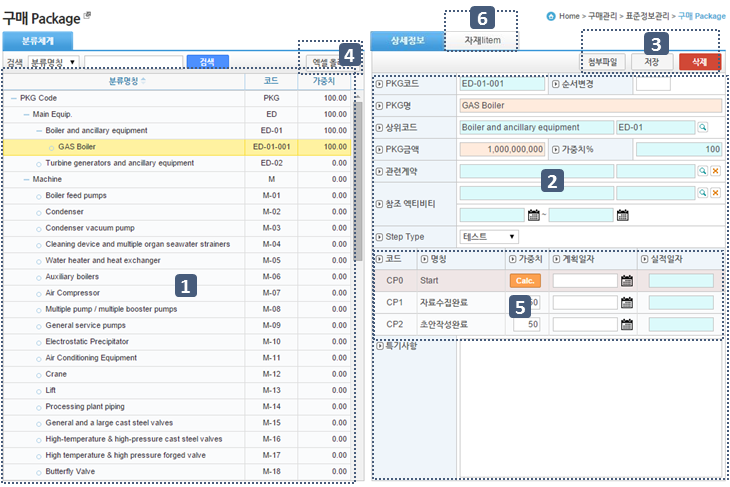 구매 Package
Home > 구매관리 > 표준정보관리 > 구매 Package
분류체계
상세정보
자재Iitem
6
4
3
검색 분류명칭 검색
엑셀
첨부파일 저장 삭제
분류명칭 코드 가중치
PKG Code PKG 100.00
Main Equip. ED 100.00
Boiler and ancillary equipment ED-01 100.00
GAS Boiler ED-01-001 100.00
Turbine generators and ancillary equipment ED-02 0.00
Machine M 0.00
Boiler feed pumps M-01 0.00
Condenser M-02 0.00
Condenser vacuum pump M-03 0.00
Cleaning device and multiple organ seawater strainers M-04 0.00
Water heater and heat exchanger M-05 0.00
Auxiliary boilers M-06 0.00
Air Compressor M-07 0.00
Multiple pump / multiple booster pumps M-08 0.00
General service pumps M-09 0.00
Electrostatic Precipitator M-10 0.00
Air Conditioning Equipment M-11 0.00
Crane M-12 0.00
Lift M-13 0.00
Processing plant piping M-14 0.00
General and a large cast steel valves M-15 0.00
High-temperature & high-pressure cast steel valves M-16 0.00
High temperature & high pressure forged valve M-17 0.00
Butterfly Valve M-18 0.00
1
PKG코드 ED-01-001 순서변경
PKG명 GAS Boiler
상위코드 Boiler and ancillary equipment ED-01
PKG금액 1,000,000,000 가중치% 100
관련계약
2
참조 액티비티
~
Step Type 테스트
코드 명칭 가중치 계획일자 실적일자
CP0 Start Calc.
CP1 자료수집완료
CP2 초안작성완료 50
5
특기사항